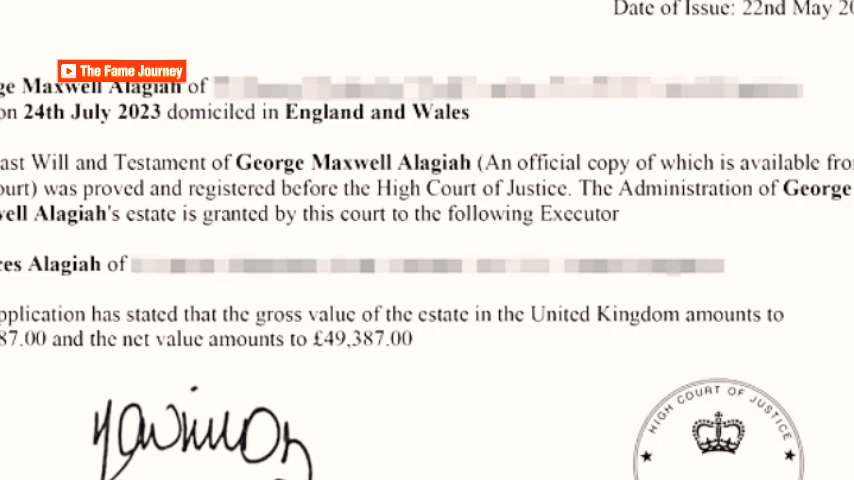 Date of Issue: 22nd May 20
The Fame Journey
ge Maxwell Alagiah of
on 24th July 2023 domiciled in England and Wales
ast Will and Testament of George Maxwell Alagiah (An official copy of which is available fro
ourt) was proved and registered before the High Court of Justice. The Administration of George
well Alagiah's estate is granted by this court to the following Executor
ces Alagiah of
pplication has stated that the gross value of the estate in the United Kingdom amounts to
87.00 and the net value amounts to £49,387.00
HIGH COURT OF JUSTICE